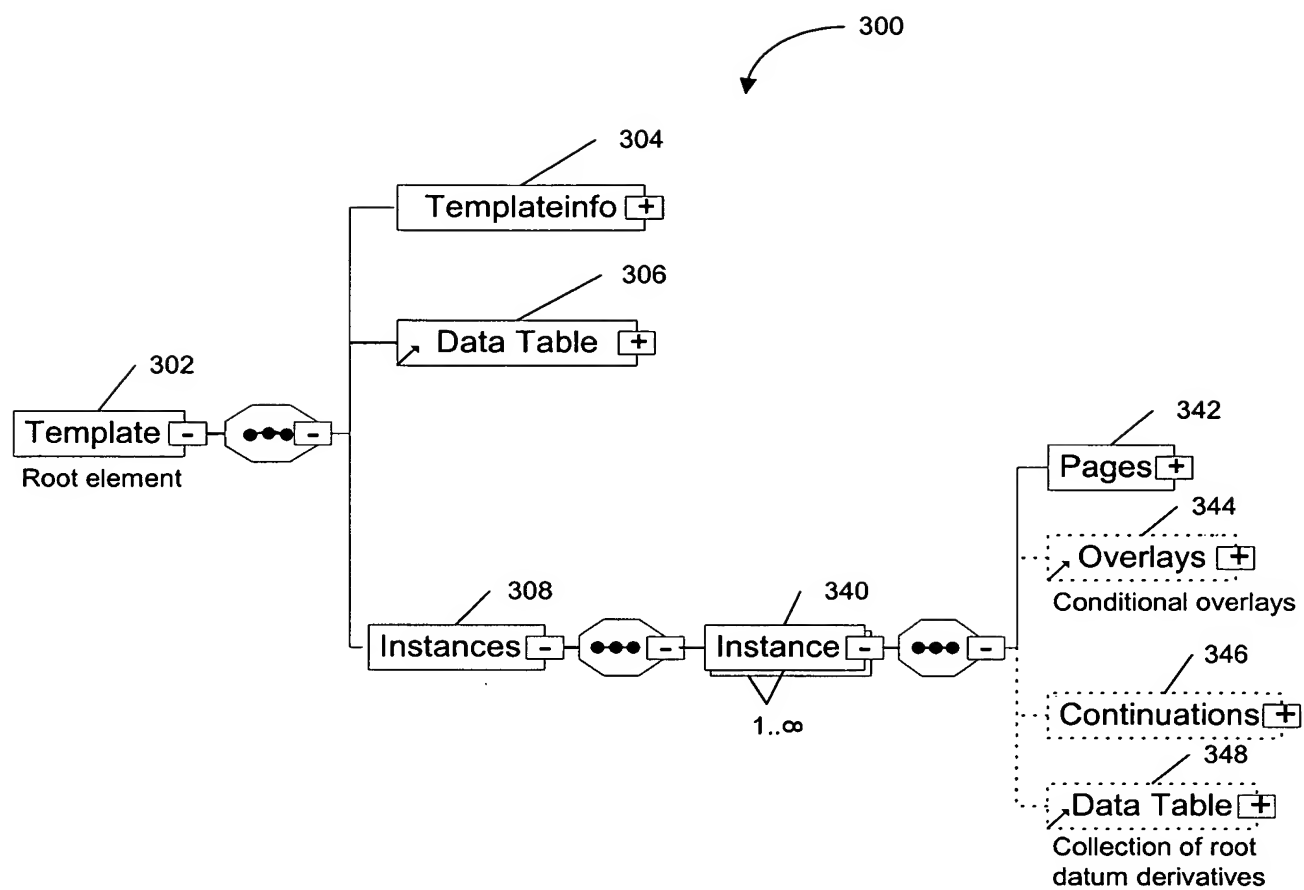 300
304
Templateinfo +
306
Data Table +
302
Template -
-
Root element
342
Pages +
344
Overlays +
Conditional overlays
308
Instances -
-
340
Instance -
-
1..∞
346
Continuations +
348
Data Table +
Collection of root
datum derivatives